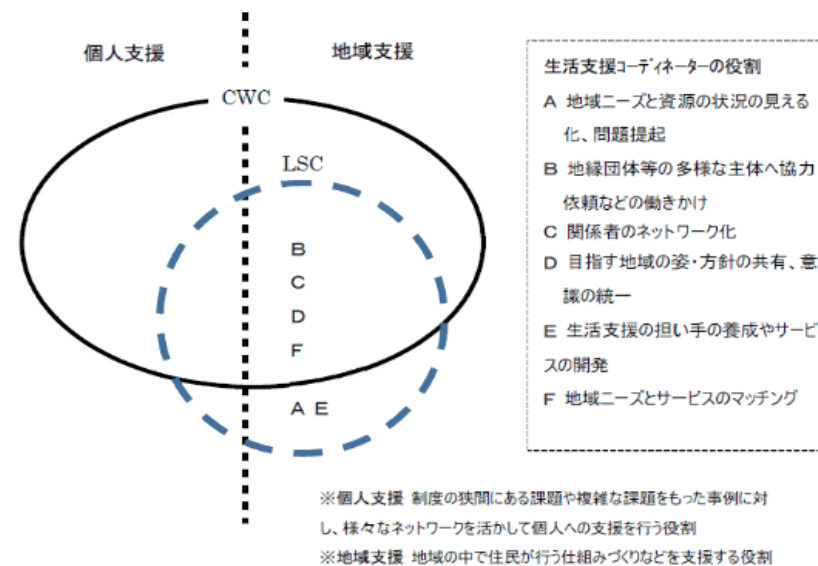 個人支援
地域支援
CWC
LSC
B
C
D
F
A E
生活支援コーディネーターの役割
A 地域ニーズと資源の状況の見える
化、問題提起
B 地縁団体等の多様な主体へ協力
依頼などの働きかけ
C 関係者のネットワーク化
D 目指す地域の姿・方針の共有、意
識の統一
E 生活支援の担い手の養成やサービ
スの開発
F 地域ニーズとサービスのマッチング
※個人支援 制度の狭間にある課題や複雑な課題をもった事例に対
し、様々なネットワークを活かして個人への支援を行う役割
※地域支援 地域の中で住民が行う仕組みづくりなどを支援する役割